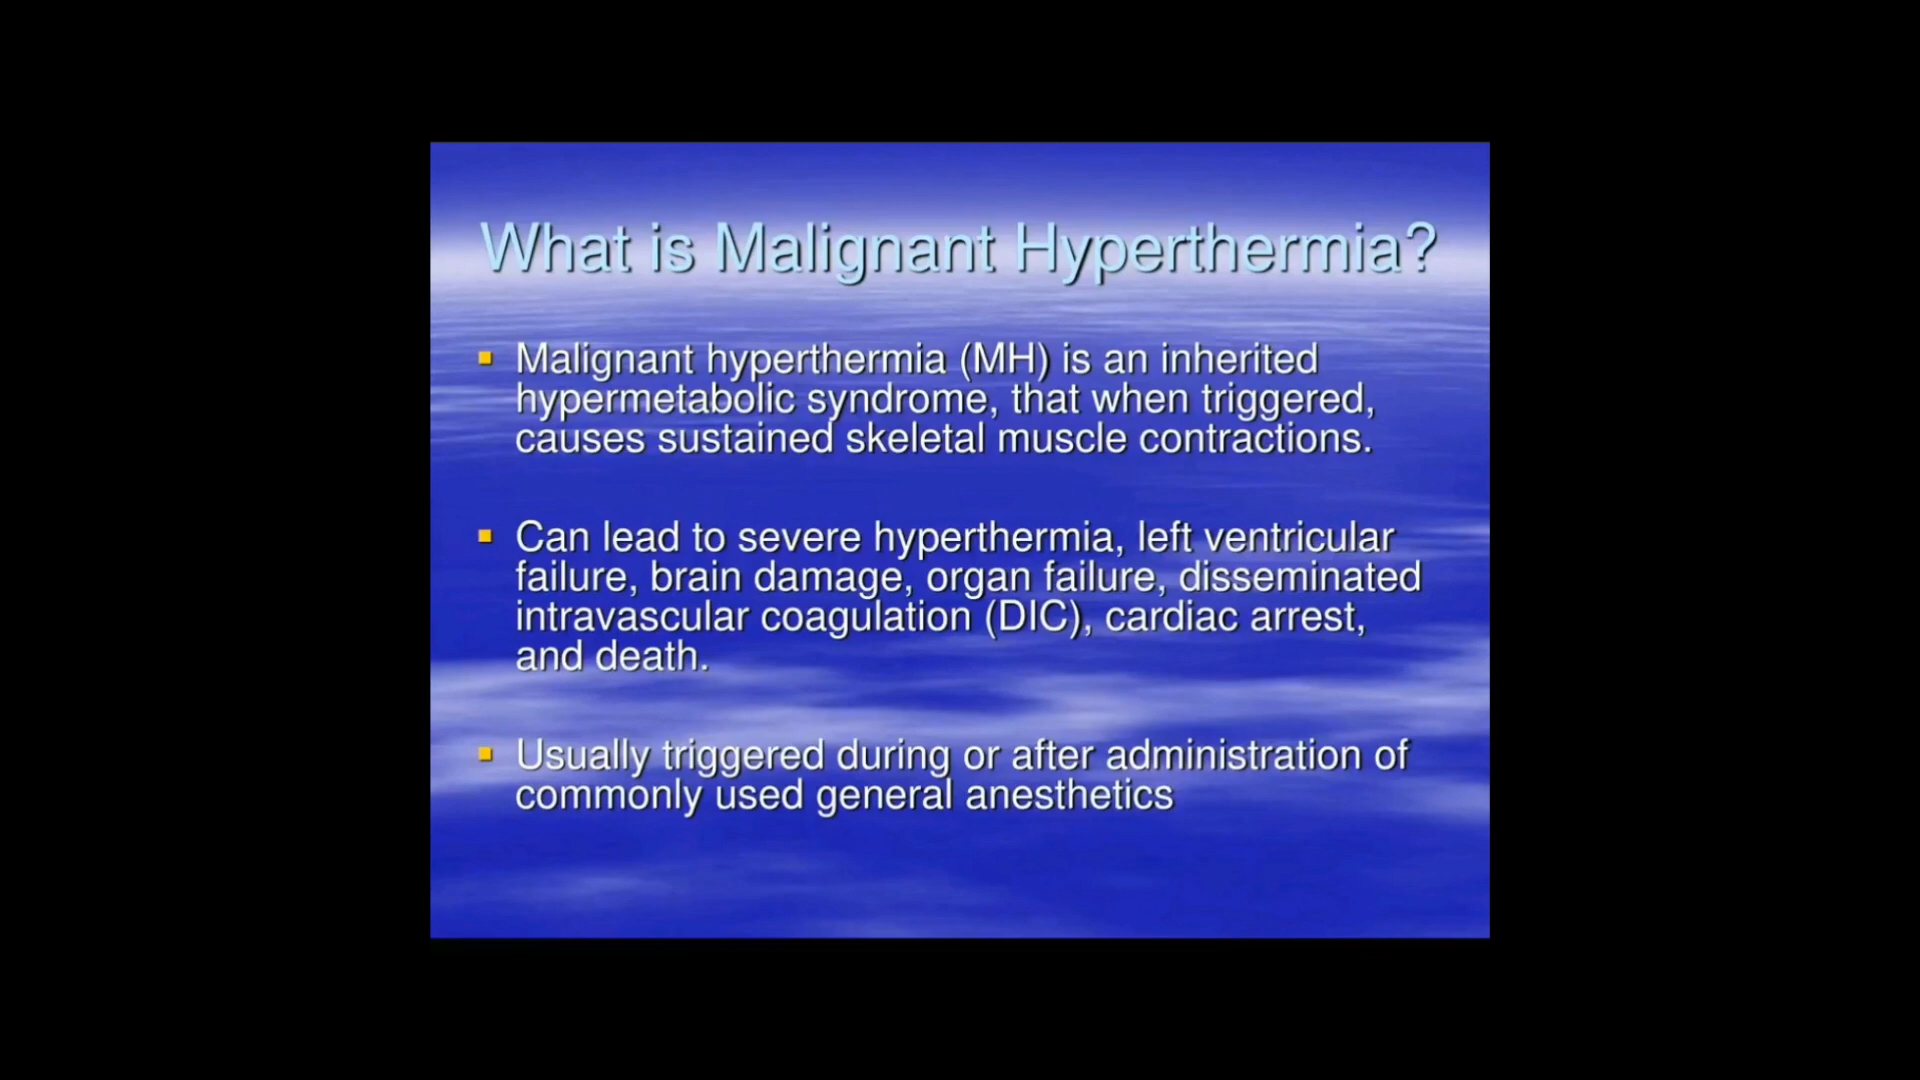 What is Malignant Hyperthermia?
▪ Malignant hyperthermia (MH) is an inherited
hypermetabolic syndrome, that when triggered,
causes sustained skeletal muscle contractions.
▪ Can lead to severe hyperthermia, left ventricular
failure, brain damage, organ failure, disseminated
intravascular coagulation (DIC), cardiac arrest,
and death.
▪ Usually triggered during or after administration of
commonly used general anesthetics